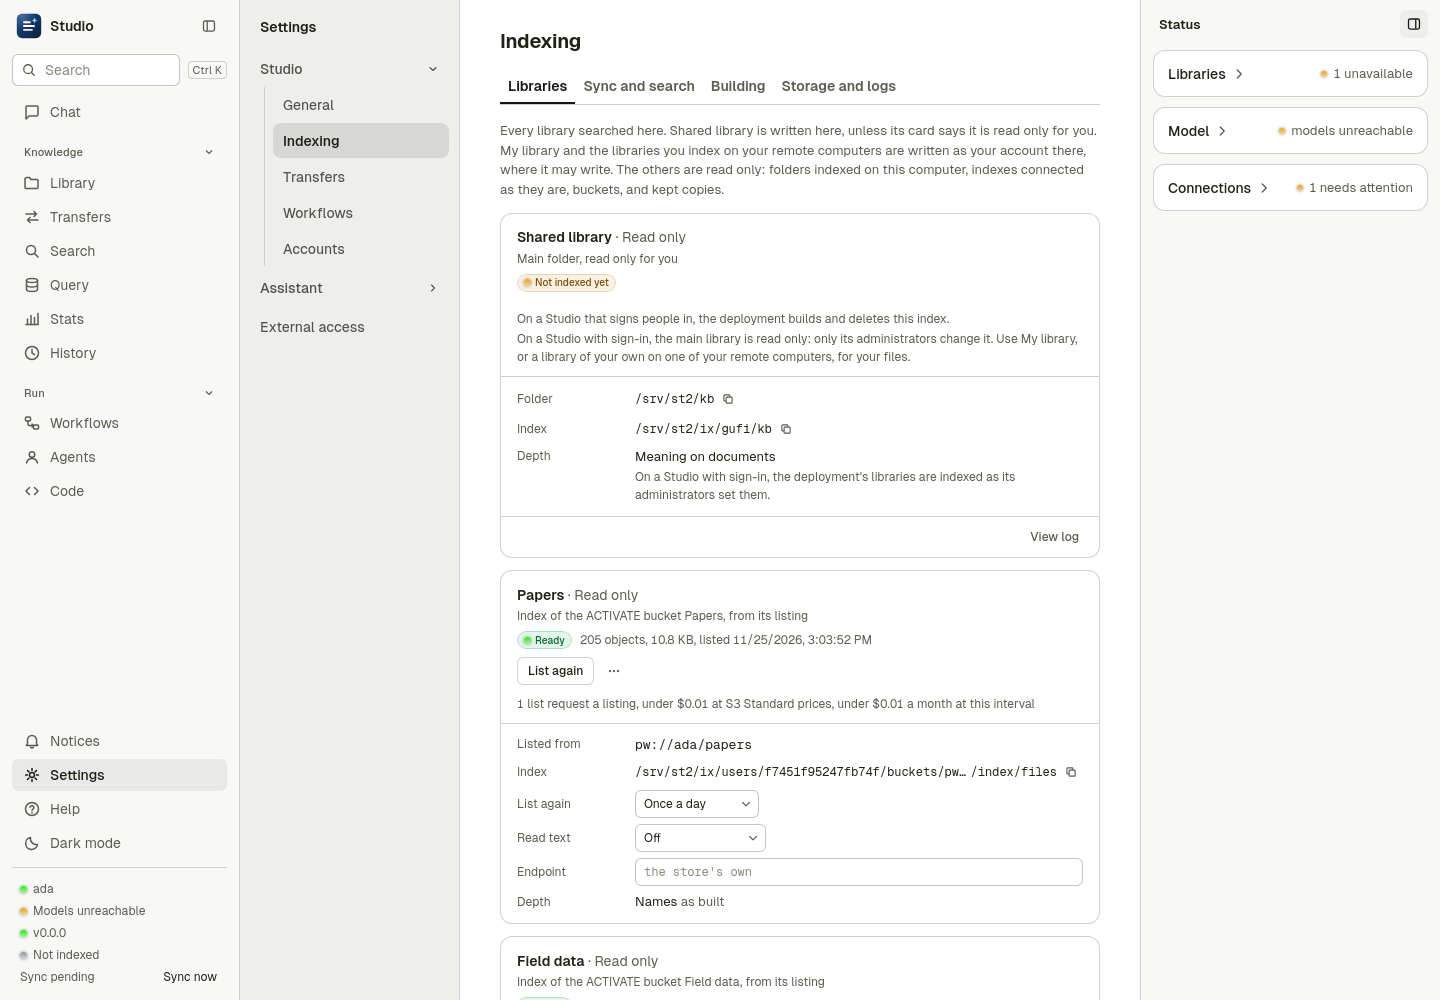 Studio
Search
Ctrl K
Chat
Knowledge
Library
Transfers
Search
Query
Stats
History
Run
Workflows
Agents
Code
Notices
Settings
Help
Dark mode
ada
Models unreachable
v0.0.0
Not indexed
Sync pending
Sync now
Settings
Studio
General
Indexing
Transfers
Workflows
Accounts
Assistant
External access
Indexing
Libraries
Sync and search
Building
Storage and logs
Every library searched here. Shared library is written here, unless its card says it is read only for you.
My library and the libraries you index on your remote computers are written as your account there,
where it may write. The others are read only: folders indexed on this computer, indexes connected
as they are, buckets, and kept copies.
Shared library · Read only
Main folder, read only for you
Not indexed yet
On a Studio that signs people in, the deployment builds and deletes this index.
On a Studio with sign-in, the main library is read only: only its administrators change it. Use My library,
or a library of your own on one of your remote computers, for your files.
Folder
/srv/st2/kb
Index
/srv/st2/ix/gufi/kb
Depth
Meaning on documents
On a Studio with sign-in, the deployment's libraries are indexed as its
administrators set them.
View log
Papers · Read only
Index of the ACTIVATE bucket Papers, from its listing
Ready
205 objects, 10.8 KB, listed 11/25/2026, 3:03:52 PM
List again
1 list request a listing, under $0.01 at S3 Standard prices, under $0.01 a month at this interval
Listed from
pw://ada/papers
Index
/srv/st2/ix/users/f7451f95247fb74f/buckets/pw… /index/files
List again
Once a day
Read text
Off
Endpoint
the store's own
Depth
Names as built
Field data · Read only
Index of the ACTIVATE bucket Field data, from its listing
Status
Libraries
1 unavailable
Model
models unreachable
Connections
1 needs attention